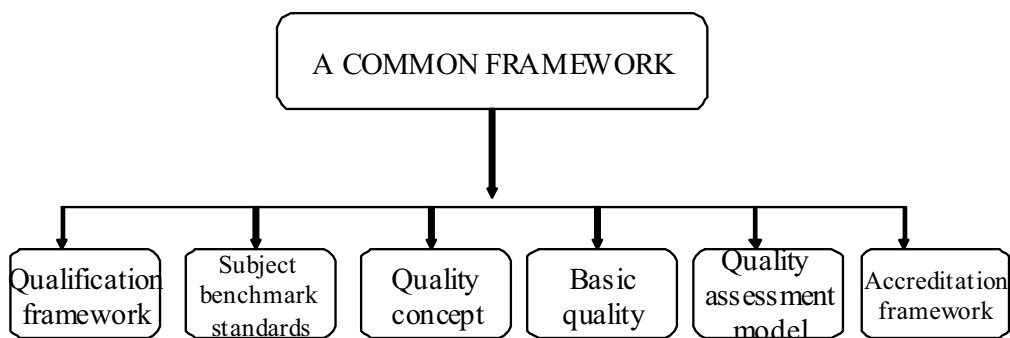 A COMMON FRAMEWORK
Qualification
framework
Subject
benchmark
standards
Quality
concept
Basic
quality
Quality
assessment
model
Accreditation
framework